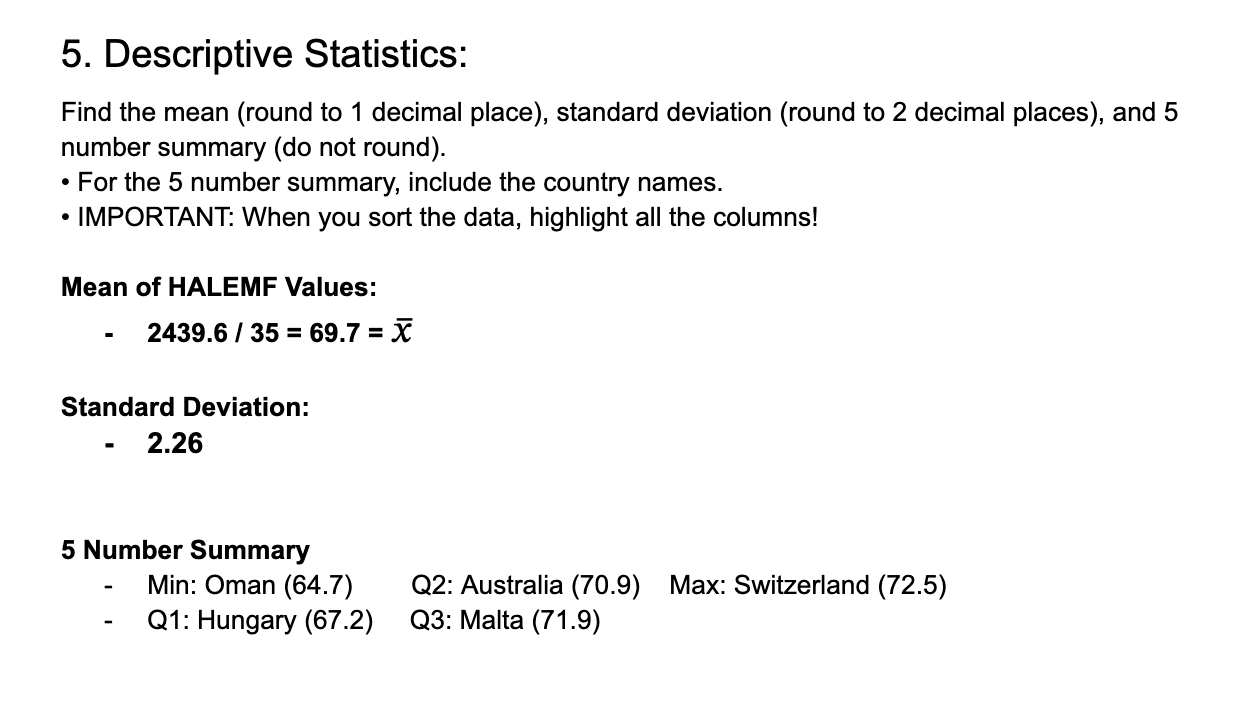 5. Descriptive Statistics:
Find the mean (round to 1 decimal place), standard deviation (round to 2 decimal places), and 5
number summary (do not round).
• For the 5 number summary, include the country names.
• IMPORTANT: When you sort the data, highlight all the columns!
Mean of HALEMF Values:
- 2439.6 / 35 = 69.7 = x̄
Standard Deviation:
- 2.26
5 Number Summary
- Min: Oman (64.7) Q2: Australia (70.9) Max: Switzerland (72.5)
- Q1: Hungary (67.2) Q3: Malta (71.9)